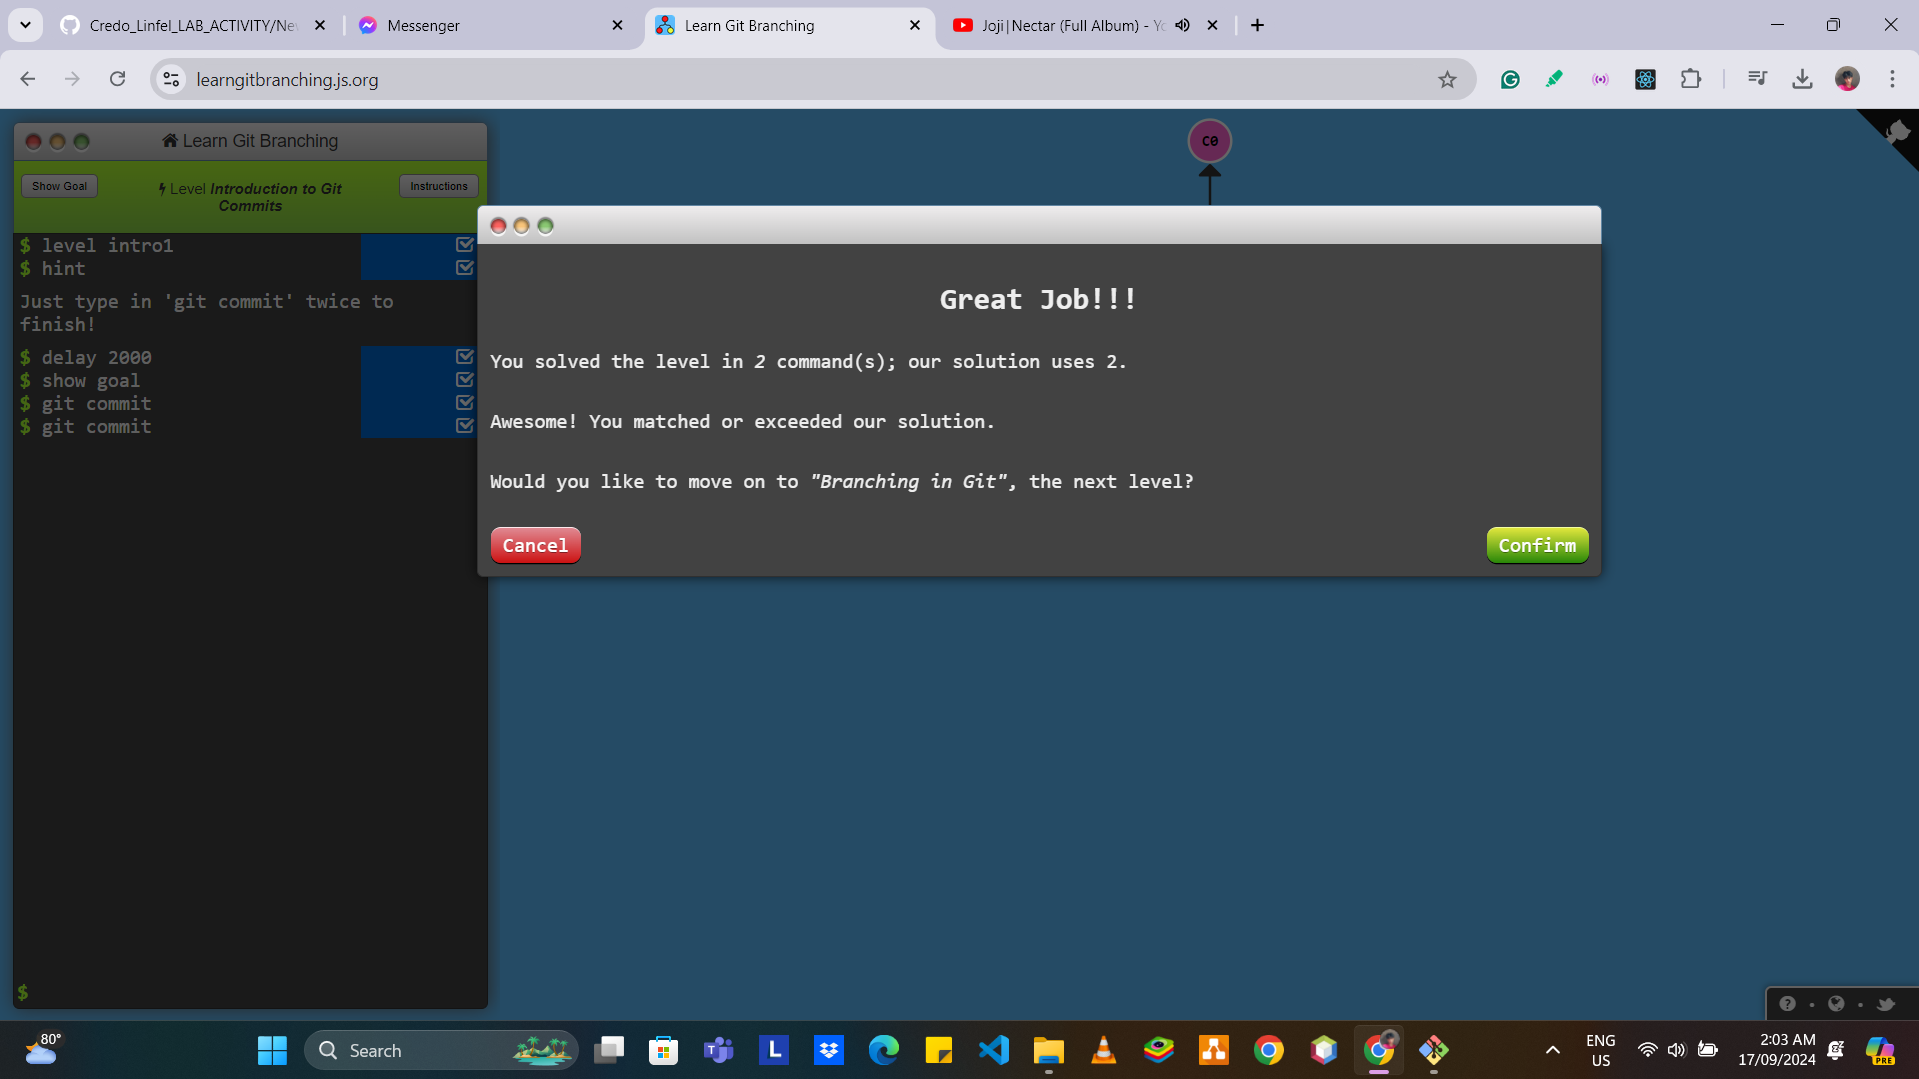 Credo_Linfel_LAB_ACTIVITY/Nev
Messenger
Learn Git Branching
Joji|Nectar (Full Album) - Yo
learngitbranching.js.org
Learn Git Branching
Show Goal
Level Introduction to Git Commits
Instructions
$ level intro1
$ hint
Just type in 'git commit' twice to
finish!
$ delay 2000
$ show goal
$ git commit
$ git commit
$
C0
Great Job!!!
You solved the level in 2 command(s); our solution uses 2.
Awesome! You matched or exceeded our solution.
Would you like to move on to "Branching in Git", the next level?
Cancel
Confirm
80°
Search
L
ENG
US
2:03 AM
17/09/2024
PRE